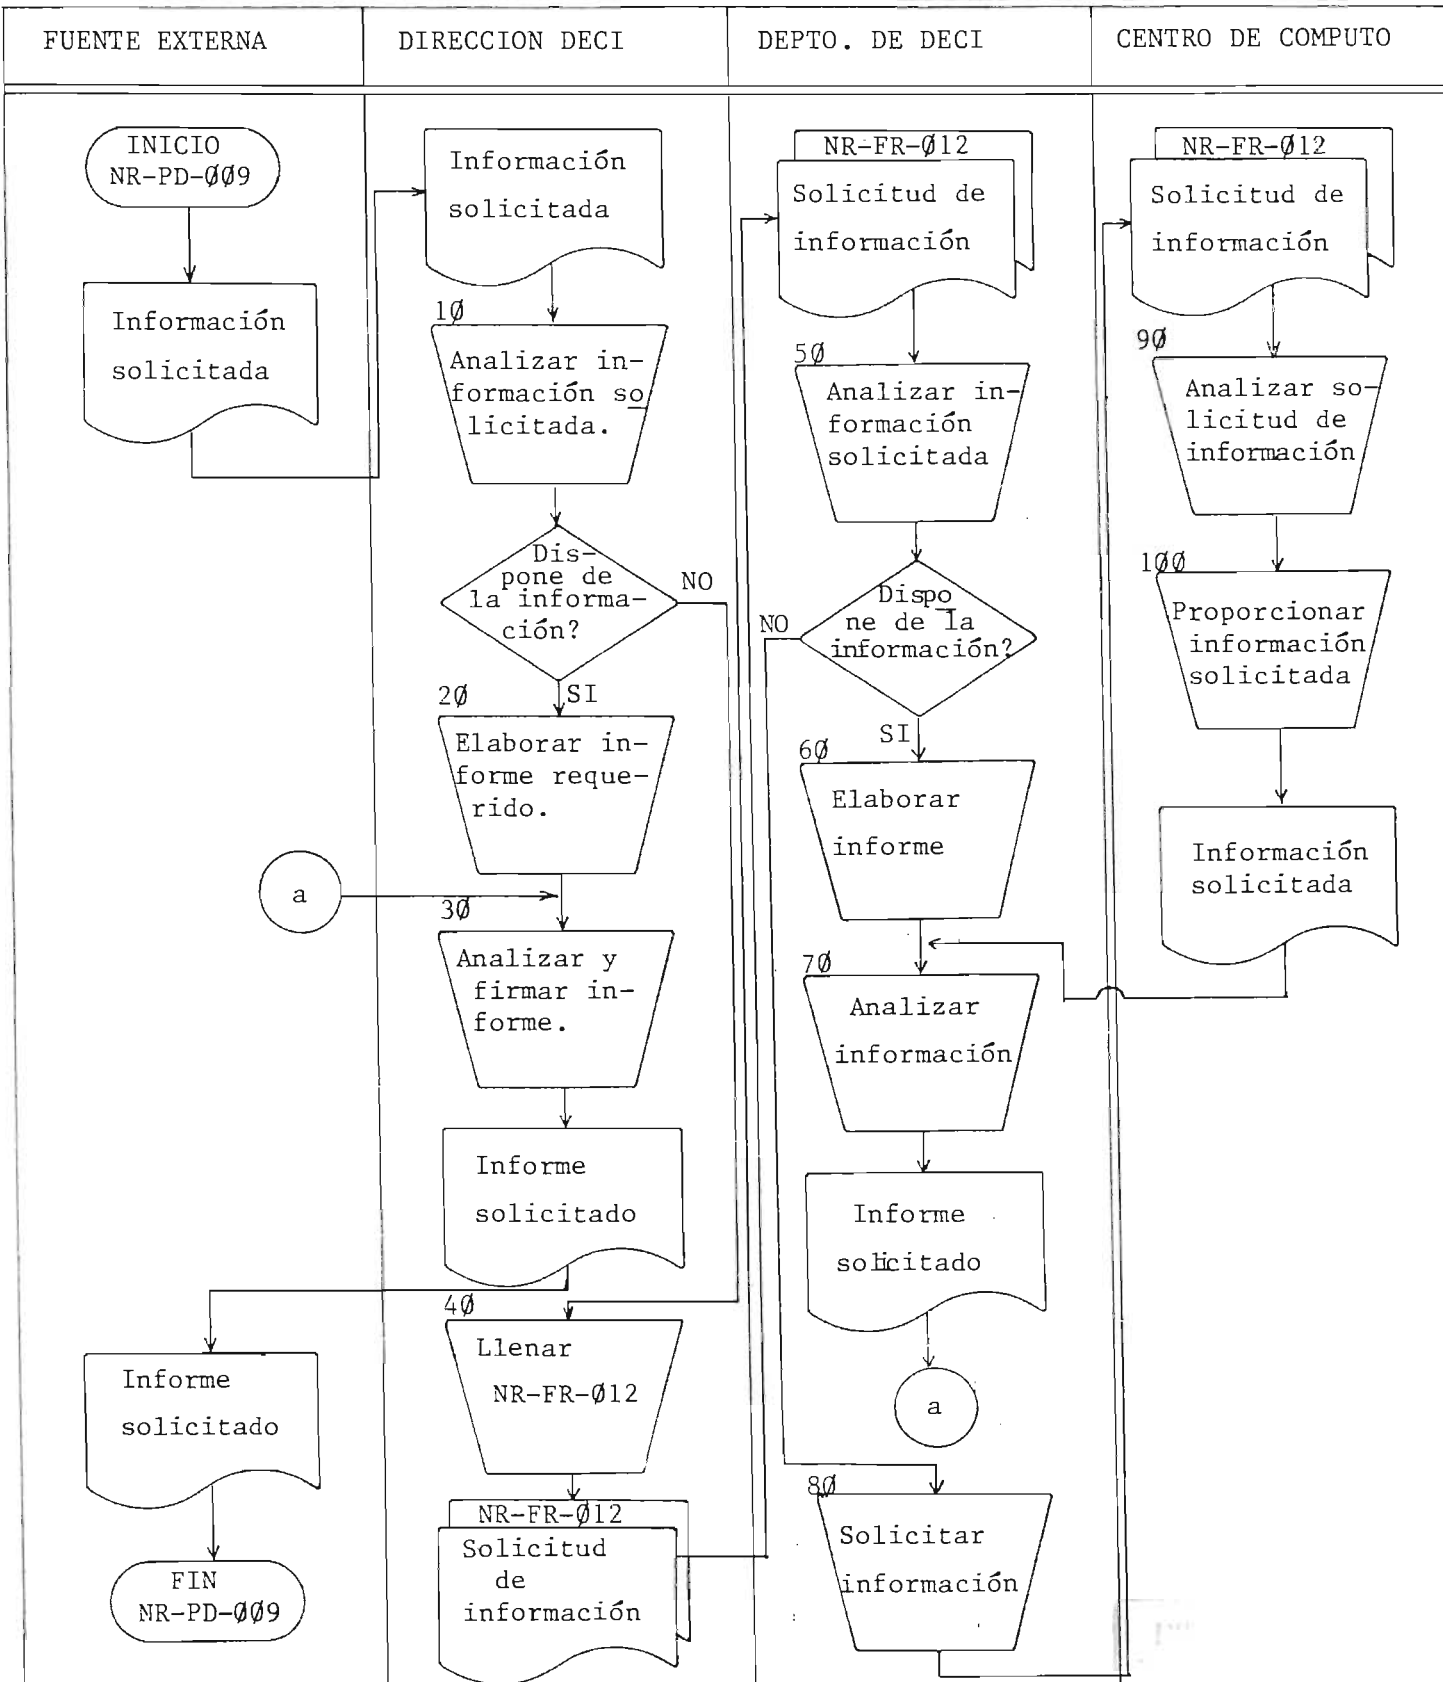 FUENTE EXTERNA
DIRECCION DECI
DEPTO. DE DECI
CENTRO DE COMPUTO
INICIO
NR-PD-ØØ9
Información
solicitada
a
Informe
solicitado
FIN
NR-PD-ØØ9
Información
solicitada
1Ø
Analizar in-
formación so
licitada.
Dis-
pone de
la informa-
ción?
NO
SI
2Ø
Elaborar in-
forme reque-
rido.
3Ø
Analizar y
firmar in-
forme.
Informe
solicitado
4Ø
Llenar
NR-FR-Ø12
NR-FR-Ø12
Solicitud
de
información
NR-FR-Ø12
Solicitud de
información
5Ø
Analizar in-
formación
solicitada
Dispo
ne de la
información?
NO
SI
6Ø
Elaborar
informe
7Ø
Analizar
información
Informe
solicitado
a
8Ø
Solicitar
información
NR-FR-Ø12
Solicitud de
información
9Ø
Analizar so-
licitud de
información
1ØØ
Proporcionar
información
solicitada
Información
solicitada